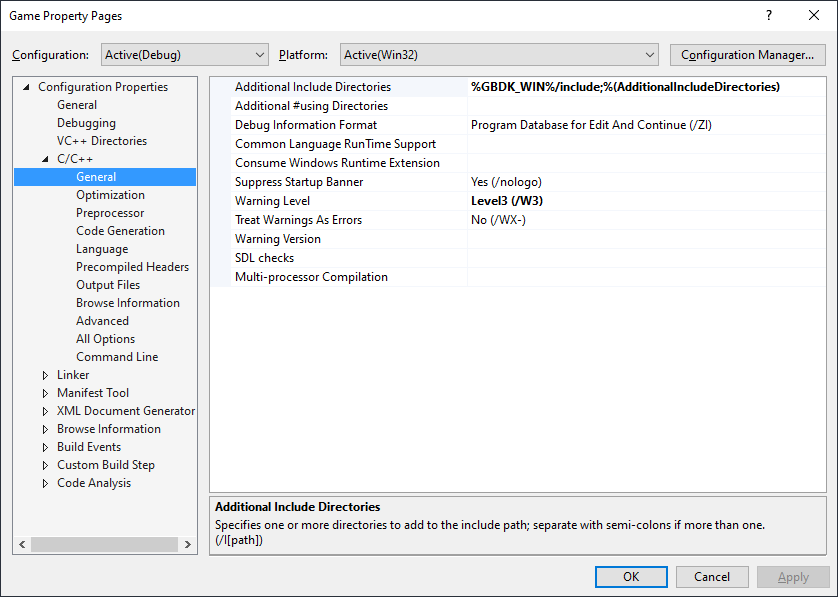 Game Property Pages
?
Configuration: Active(Debug) Platform: Active(Win32) Configuration Manager...
Configuration Properties
General
Debugging
VC++ Directories
C/C++
General
Optimization
Preprocessor
Code Generation
Language
Precompiled Headers
Output Files
Browse Information
Advanced
All Options
Command Line
Linker
Manifest Tool
XML Document Generator
Browse Information
Build Events
Custom Build Step
Code Analysis
Additional Include Directories %GBDK_WIN%/include;%(AdditionalIncludeDirectories)
Additional #using Directories
Debug Information Format Program Database for Edit And Continue (/ZI)
Common Language RunTime Support
Consume Windows Runtime Extension
Suppress Startup Banner Yes (/nologo)
Warning Level Level3 (/W3)
Treat Warnings As Errors No (/WX-)
Warning Version
SDL checks
Multi-processor Compilation
Additional Include Directories
Specifies one or more directories to add to the include path; separate with semi-colons if more than one.
(/I[path])
OK Cancel Apply